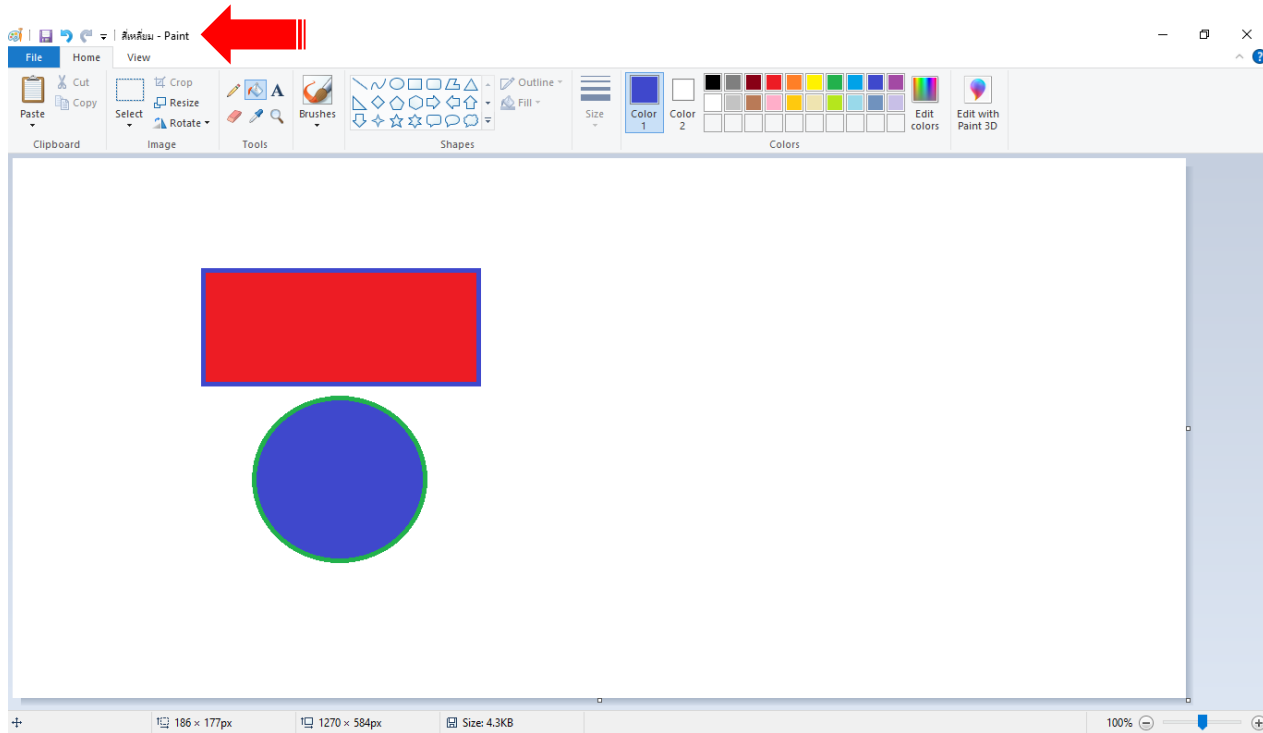 สี่เหลี่ยม - Paint
File Home View
Paste Cut Copy Select Crop Resize Rotate A Brushes Outline Fill Size Color 1 Color 2 Edit colors Edit with Paint 3D
Clipboard Image Tools Shapes Colors
186 × 177px 1270 × 584px Size: 4.3KB 100%